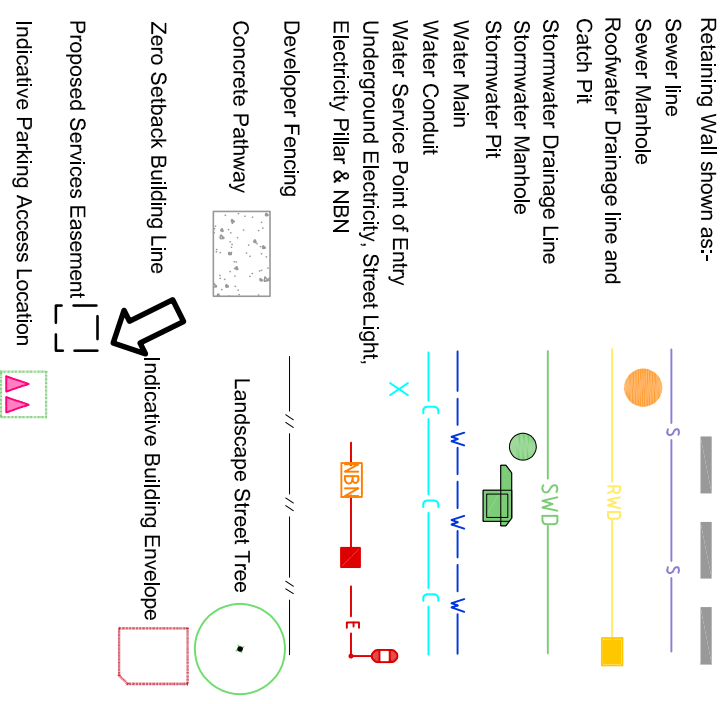 Retaining Wall shown as:-
Sewer line
S
S
Sewer Manhole
Roofwater Drainage line and
Catch Pit
RWD
Stormwater Drainage Line
SWD
Stormwater Manhole
Stormwater Pit
Water Main
W
W
W
Water Conduit
C
C
C
Water Service Point of Entry
Underground Electricity, Street Light,
Electricity Pillar & NBN
NBN
E
Developer Fencing
Concrete Pathway
Landscape Street Tree
Zero Setback Building Line
Indicative Building Envelope
Proposed Services Easement
Indicative Parking Access Location